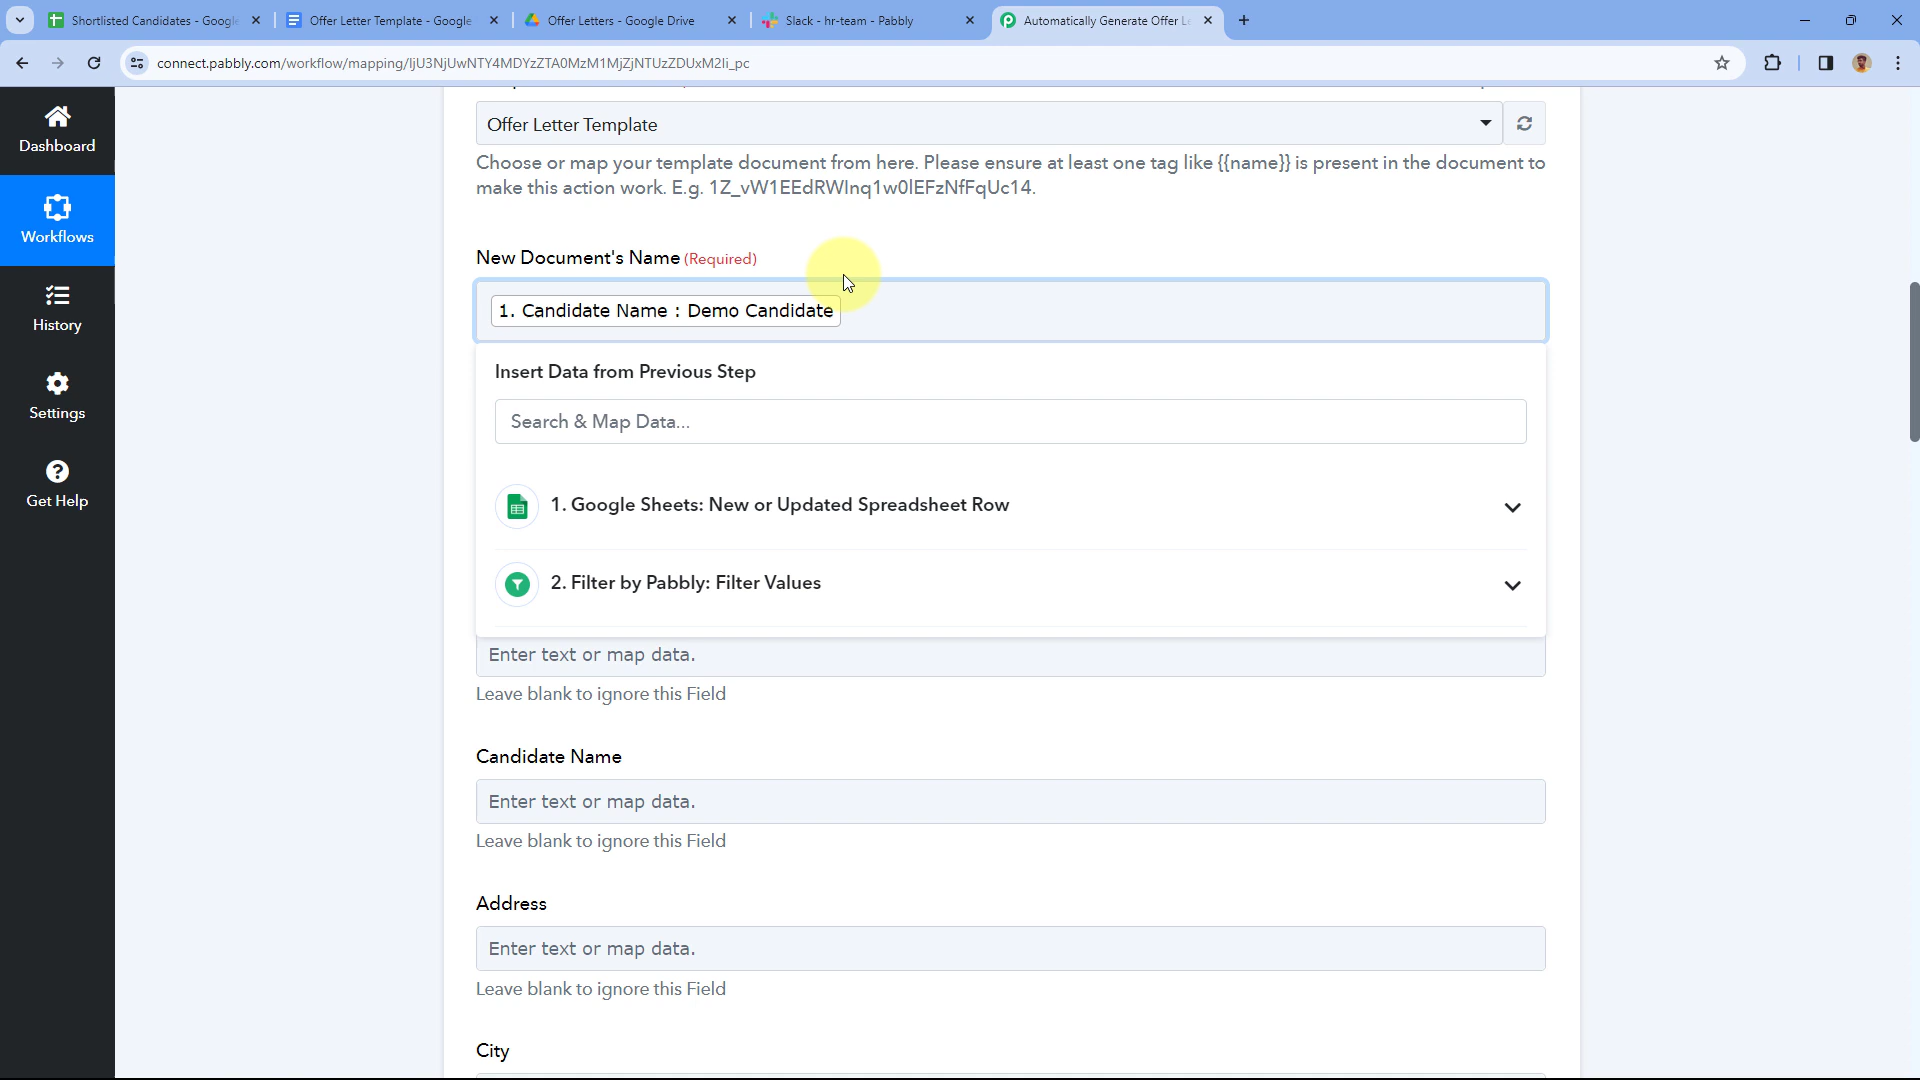 Shortlisted Candidates - Google
Offer Letter Template - Google
Offer Letters - Google Drive
Slack - hr-team - Pabbly
Automatically Generate Offer Le
connect.pabbly.com/workflow/mapping/IjU3NjUwNTY4MDYzZTA0MzM1MjZjNTUzZDUxM2Ii_pc
Dashboard
Workflows
History
Settings
Get Help
Offer Letter Template
Choose or map your template document from here. Please ensure at least one tag like {{name}} is present in the document to
make this action work. E.g. 1Z_vW1EEdRWlnq1w0lEFzNfFqUc14.
New Document's Name (Required)
1. Candidate Name : Demo Candidate
Insert Data from Previous Step
Search & Map Data...
1. Google Sheets: New or Updated Spreadsheet Row
2. Filter by Pabbly: Filter Values
Enter text or map data.
Leave blank to ignore this Field
Candidate Name
Enter text or map data.
Leave blank to ignore this Field
Address
Enter text or map data.
Leave blank to ignore this Field
City